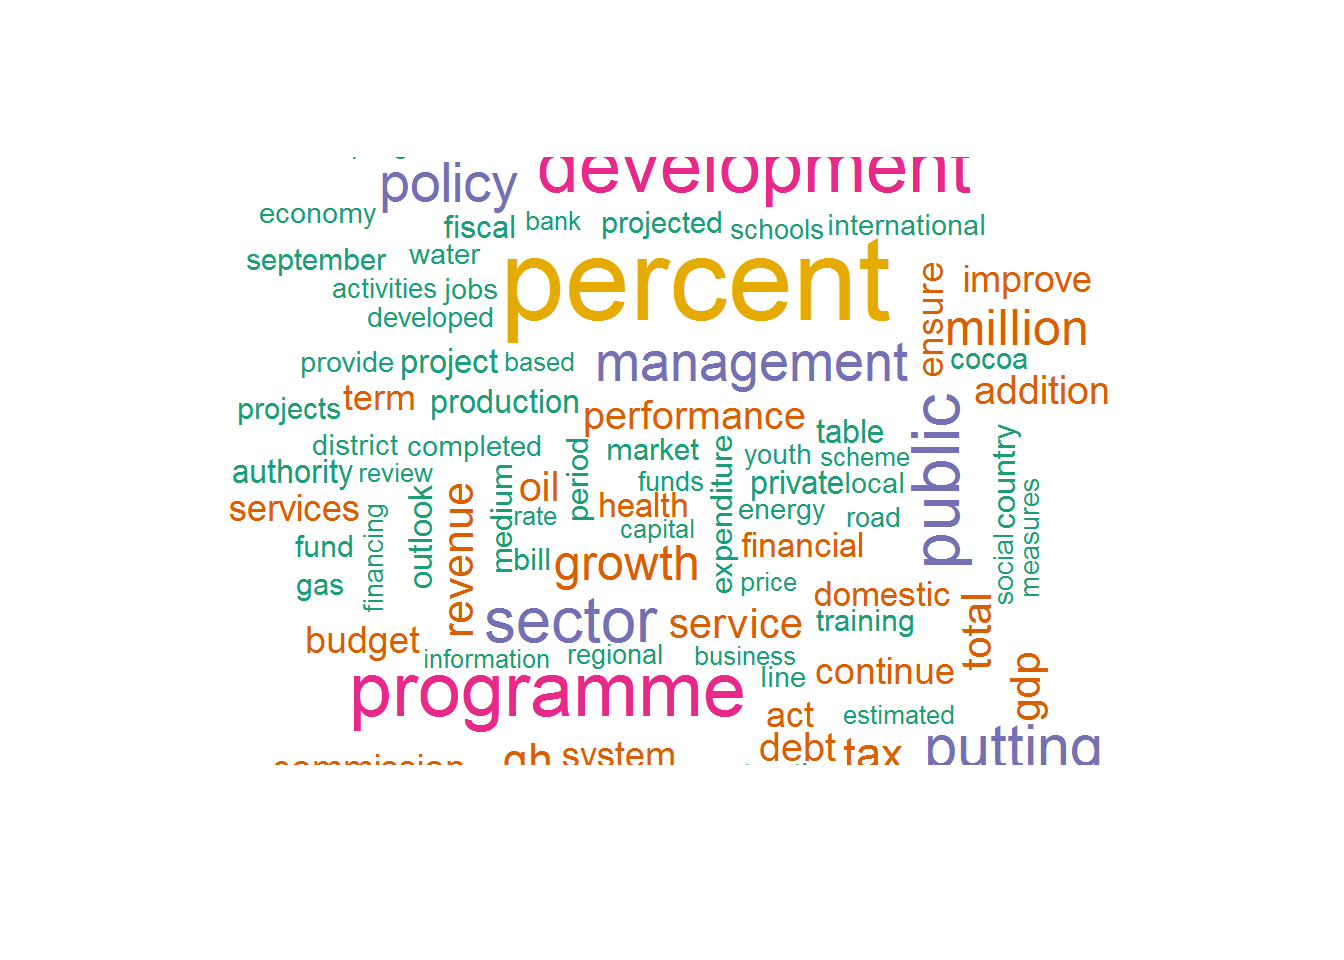 development
policy
economy fiscal bank projected schools international
september water percent ensure improve
activities jobs
developed million
provide project based management cocoa
projects term production performance addition
district completed period market expenditure table public country
authority review outlook medium oil funds youth scheme
services financing revenue rate health private local measures
capital energy road
fund bill growth financial social
gas price domestic
budget sector service training total
information regional business
programme line continue gdp
act estimated
commission gh system debt tax putting